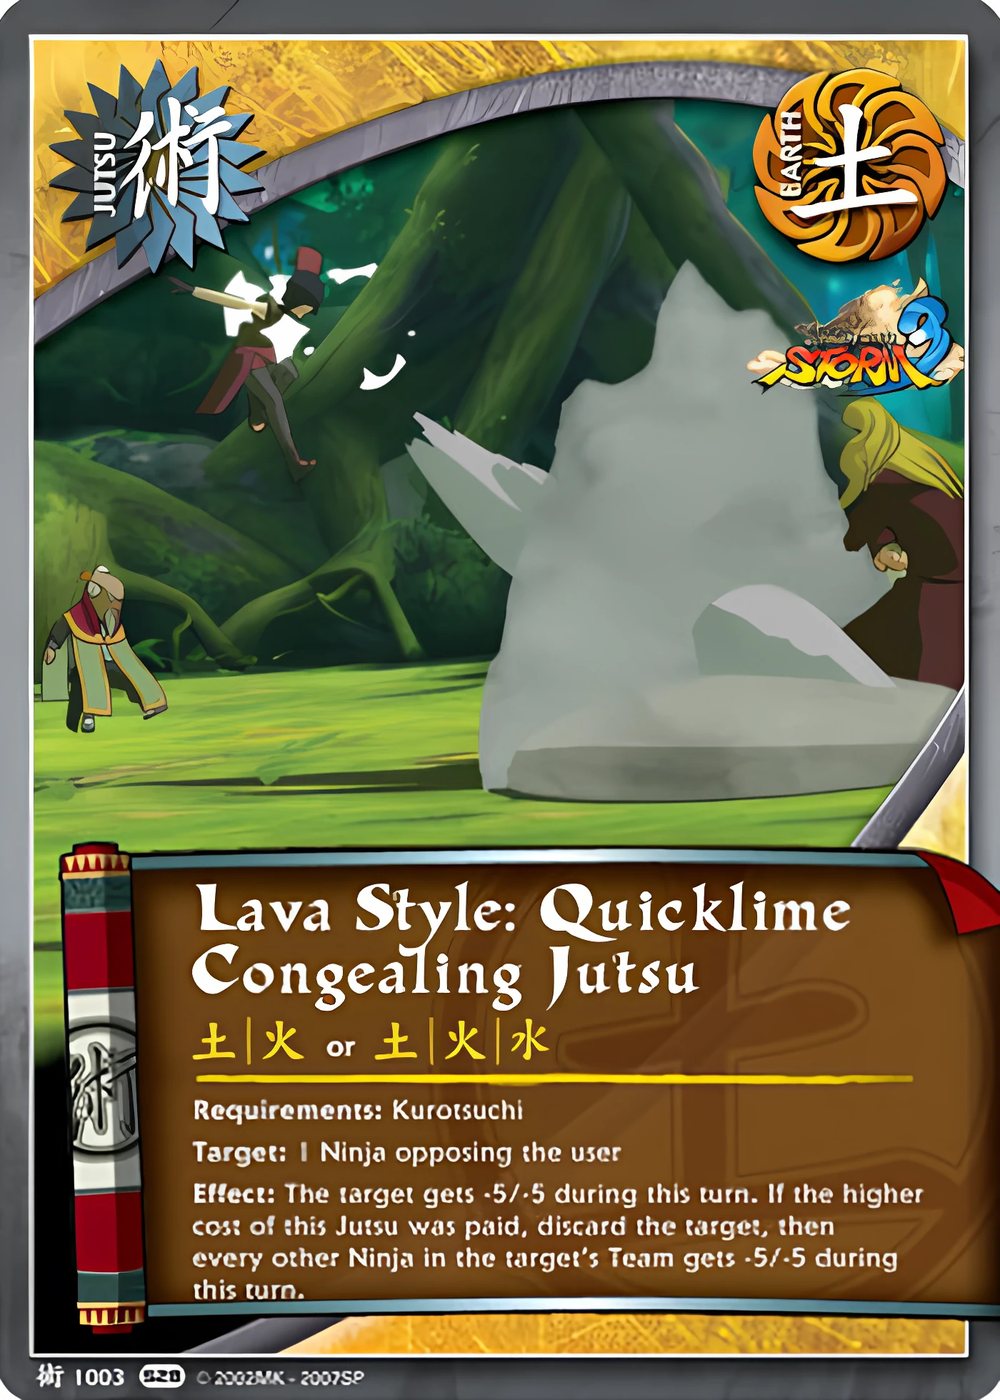 JUTSU
術
EARTH
土
STORM 3
Lava Style: Quicklime
Congealing Jutsu
土|火 or 土|火|水
Requirements: Kurotsuchi
Target: 1 Ninja opposing the user
Effect: The target gets -5/-5 during this turn. If the higher
cost of this Jutsu was paid, discard the target, then
every other Ninja in the target's Team gets -5/-5 during
this turn.
術
術 1003 © 2002MK - 2007SP